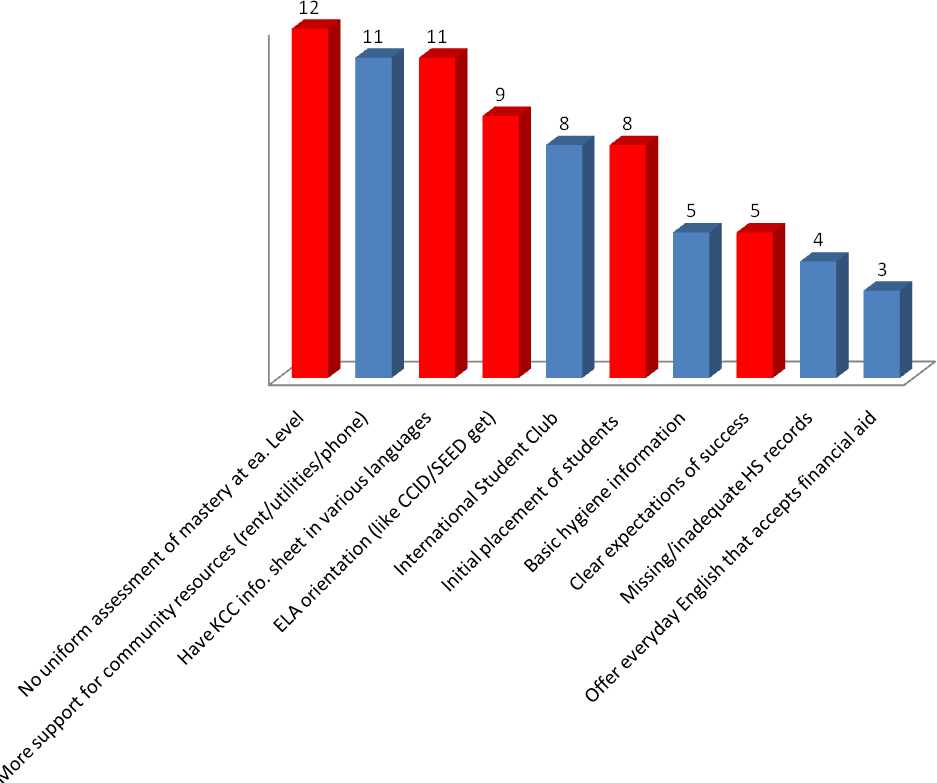 12
11
11
9
8
8
5
5
4
3
No uniform assessment of mastery at ea. Level
More support for community resources (rent/utilities/phone)
Have KCC info. sheet in various languages
ELA orientation (like CCID/SEED get)
International Student Club
Initial placement of students
Basic hygiene information
Clear expectations of success
Missing/inadequate HS records
Offer everyday English that accepts financial aid